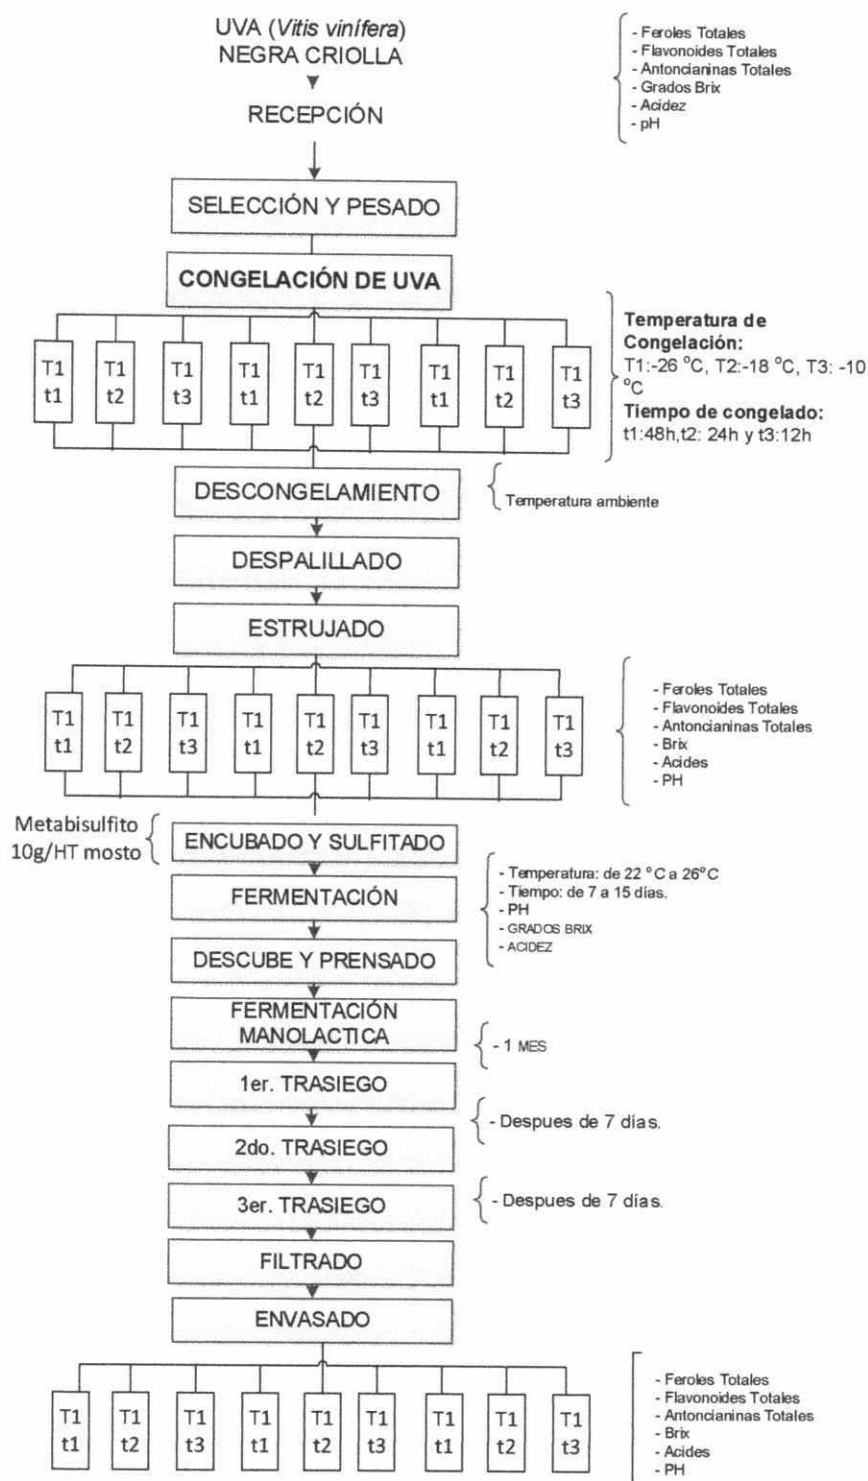 UVA (Vitis vinífera)
NEGRA CRIOLLA
- Feroles Totales
- Flavonoides Totales
- Antoncianinas Totales
- Grados Brix
- Acidez
- pH
RECEPCIÓN
SELECCIÓN Y PESADO
CONGELACIÓN DE UVA
T1 T1 T1 T1 T1 T1 T1 T1 T1
t1 t2 t3 t1 t2 t3 t1 t2 t3
Temperatura de
Congelación:
T1:-26 °C, T2:-18 °C, T3: -10
°C
Tiempo de congelado:
t1:48h,t2: 24h y t3:12h
DESCONGELAMIENTO
Temperatura ambiente
DESPALILLADO
ESTRUJADO
T1 T1 T1 T1 T1 T1 T1 T1 T1
t1 t2 t3 t1 t2 t3 t1 t2 t3
- Feroles Totales
- Flavonoides Totales
- Antoncianinas Totales
- Brix
- Acides
- PH
Metabisulfito
10g/HT mosto
ENCUBADO Y SULFITADO
FERMENTACIÓN
- Temperatura: de 22 °C a 26°C
- Tiempo: de 7 a 15 días.
- PH
- GRADOS BRIX
- ACIDEZ
DESCUBE Y PRENSADO
FERMENTACIÓN
MANOLACTICA
- 1 MES
1er. TRASIEGO
- Despues de 7 días.
2do. TRASIEGO
3er. TRASIEGO
- Despues de 7 días.
FILTRADO
ENVASADO
T1 T1 T1 T1 T1 T1 T1 T1 T1
t1 t2 t3 t1 t2 t3 t1 t2 t3
- Feroles Totales
- Flavonoides Totales
- Antoncianinas Totales
- Brix
- Acides
- PH